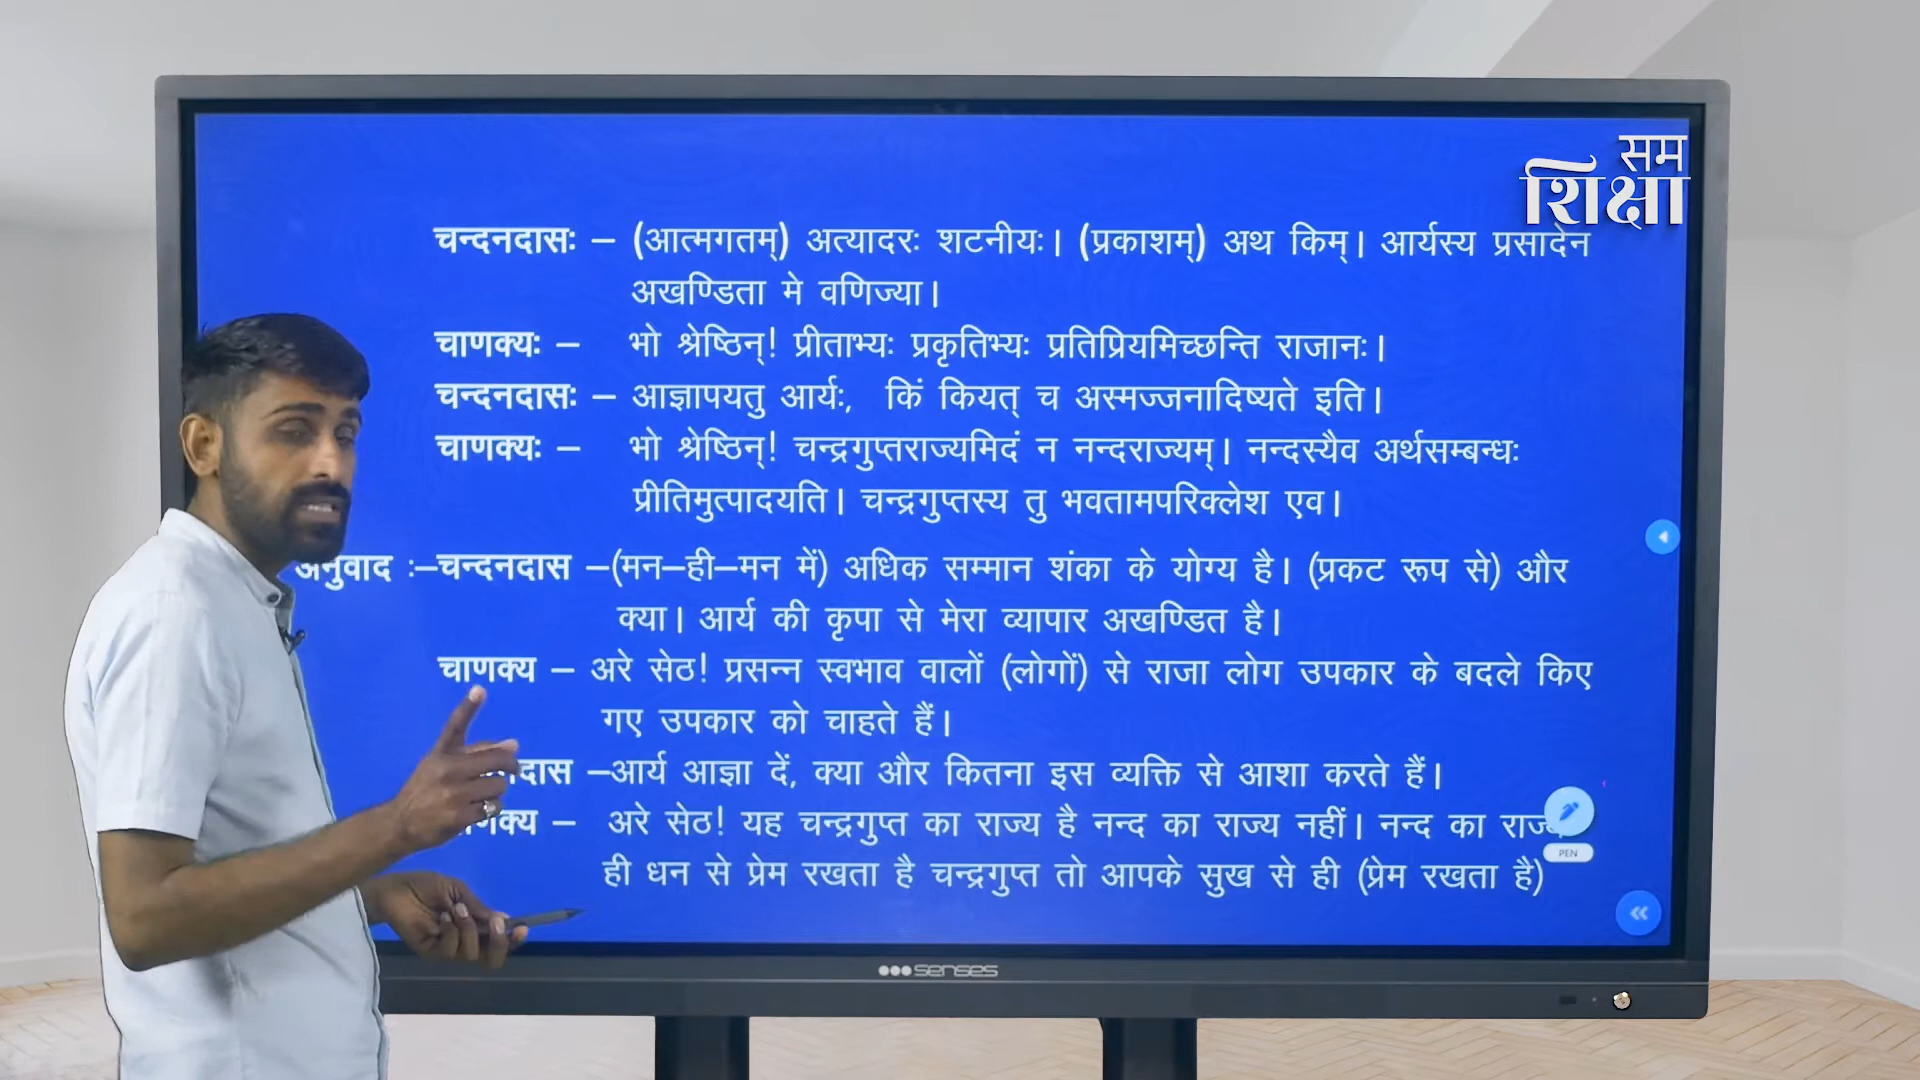 सम
शिक्षा
चन्दनदासः – (आत्मगतम्) अत्यादरः शटनीयः। (प्रकाशम्) अथ किम्। आर्यस्य प्रसादेन
अखण्डिता मे वणिज्या।
चाणक्यः – भो श्रेष्ठिन्! प्रीताभ्यः प्रकृतिभ्यः प्रतिप्रियमिच्छन्ति राजानः।
चन्दनदासः – आज्ञापयतु आर्यः, किं कियत् च अस्मज्जनादिष्यते इति।
चाणक्यः – भो श्रेष्ठिन्! चन्द्रगुप्तराज्यमिदं न नन्दराज्यम्। नन्दस्यैव अर्थसम्बन्धः
प्रीतिमुत्पादयति। चन्द्रगुप्तस्य तु भवतामपरिक्लेश एव।
अनुवाद :–चन्दनदास –(मन–ही–मन में) अधिक सम्मान शंका के योग्य है। (प्रकट रूप से) और
क्या। आर्य की कृपा से मेरा व्यापार अखण्डित है।
चाणक्य – अरे सेठ! प्रसन्न स्वभाव वालों (लोगों) से राजा लोग उपकार के बदले किए
गए उपकार को चाहते हैं।
दास –आर्य आज्ञा दें, क्या और कितना इस व्यक्ति से आशा करते हैं।
– अरे सेठ! यह चन्द्रगुप्त का राज्य है नन्द का राज्य नहीं। नन्द का
ही धन से प्रेम रखता है चन्द्रगुप्त तो आपके सुख से ही (प्रेम रखता है)
PEN
senses